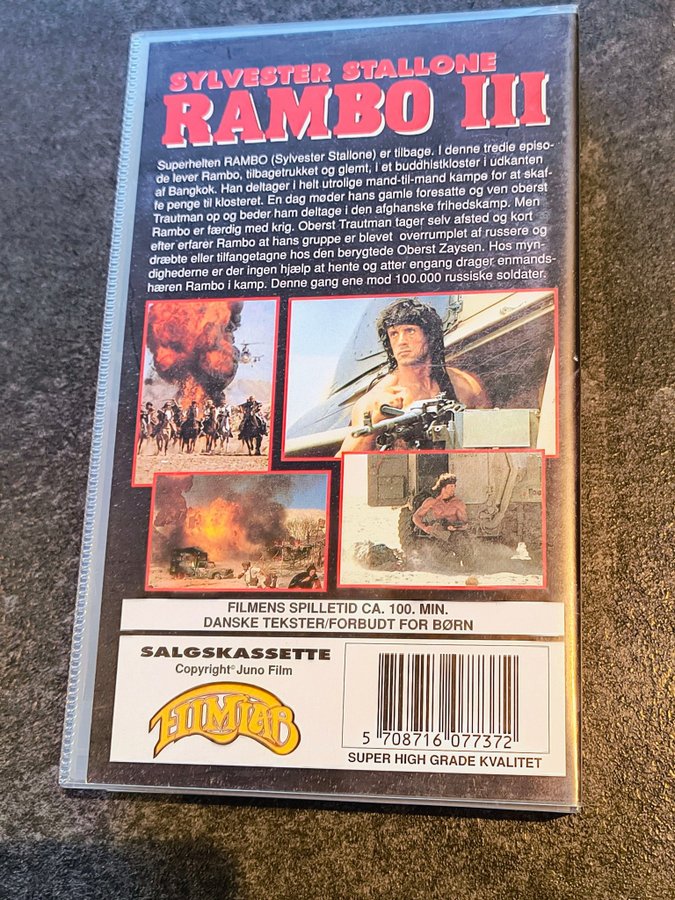 SYLVESTER STALLONE
RAMBO III
Superhelten RAMBO (Sylvester Stallone) er tilbage. I denne tredie episo-
de lever Rambo, tilbagetrukket og glemt, i et buddhistkloster i udkanten
af Bangkok. Han deltager i helt utrolige mand-til-mand kampe for at skaf-
fe penge til klosteret. En dag møder hans gamle foresatte og ven oberst
Trautman op og beder ham deltage i den afghanske frihedskamp. Men
Rambo er færdig med krig. Oberst Trautman tager selv afsted og kort
efter erfarer Rambo at hans gruppe er blevet overrumplet af russere og
dræbte eller tilfangetagne hos den berygtede Oberst Zaysen. Hos myn-
dighederne er der ingen hjælp at hente og atter engang drager enmands-
hæren Rambo i kamp. Denne gang ene mod 100.000 russiske soldater.
FILMENS SPILLETID CA. 100. MIN.
DANSKE TEKSTER/FORBUDT FOR BØRN
SALGSKASSETTE
Copyright© Juno Film
FILMLAB
5 708716 077372
SUPER HIGH GRADE KVALITET